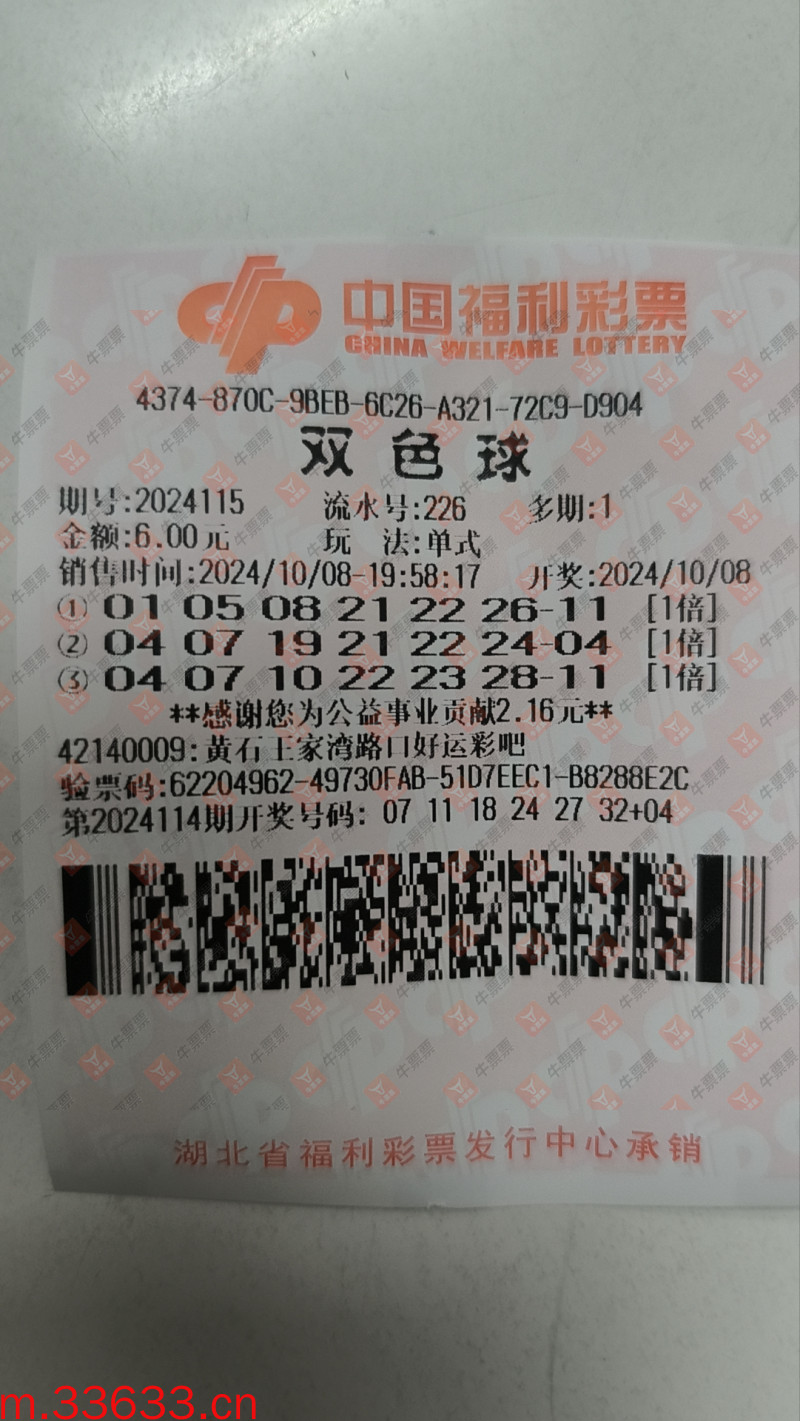 中国福利彩票
CHINA WELFARE LOTTERY
4374-870C-9BEB-6C26-A321-72C9-D904
双色球
期号:2024115 流水号:226 多期:1
金额:6.00元 玩 法:单式
销售时间:2024/10/08-19:58:17 开奖:2024/10/08
① 01 05 08 21 22 26-11 [1倍]
② 04 07 19 21 22 24-04 [1倍]
③ 04 07 10 22 23 28-11 [1倍]
**感谢您为公益事业贡献2.16元**
42140009:黄石王家湾路口好运彩吧
验票码:62204962-49730FAB-51D7EEC1-B8288E2C
第2024114期开奖号码: 07 11 18 24 27 32+04
湖北省福利彩票发行中心承销
牛票票
m.33633.cn